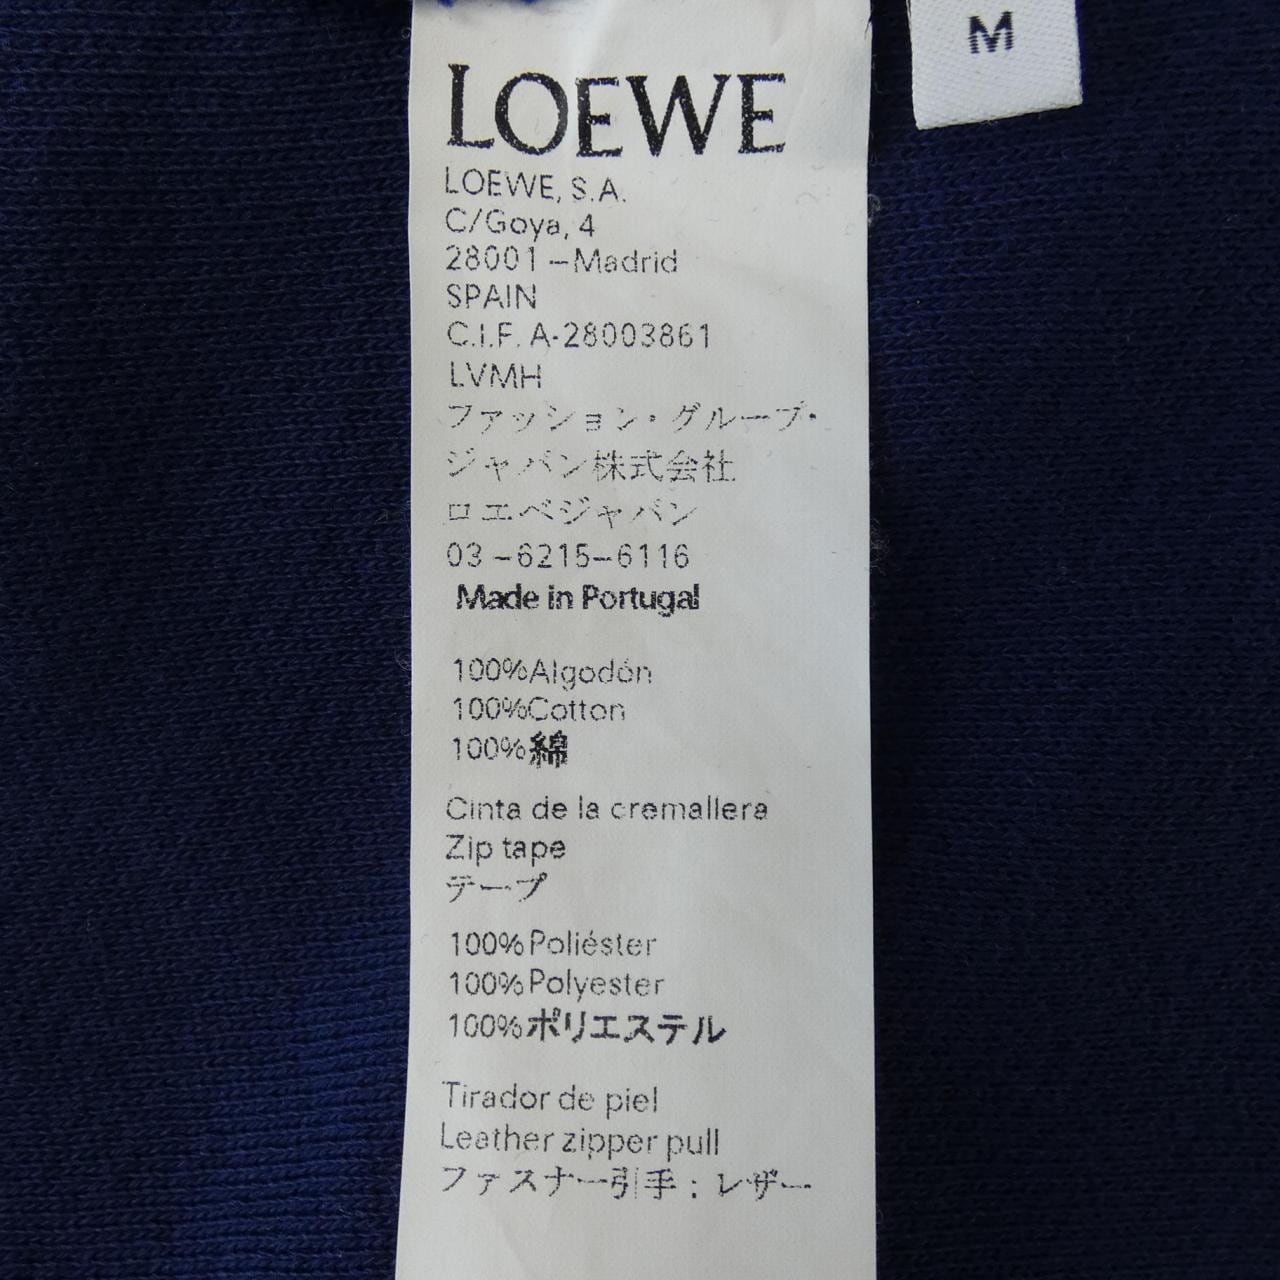 M
LOEWE
LOEWE, S.A.
C/Goya, 4
28001 –Madrid
SPAIN
C.I.F. A-28003861
LVMH
ファッション・グループ・
ジャパン株式会社
ロエベジャパン
03 –6215–6116
Made in Portugal
100%Algodón
100%Cotton
100%綿
Cinta de la cremallera
Zip tape
テープ
100%Poliéster
100%Polyester
100%ポリエステル
Tirador de piel
Leather zipper pull
ファスナー引手：レザー